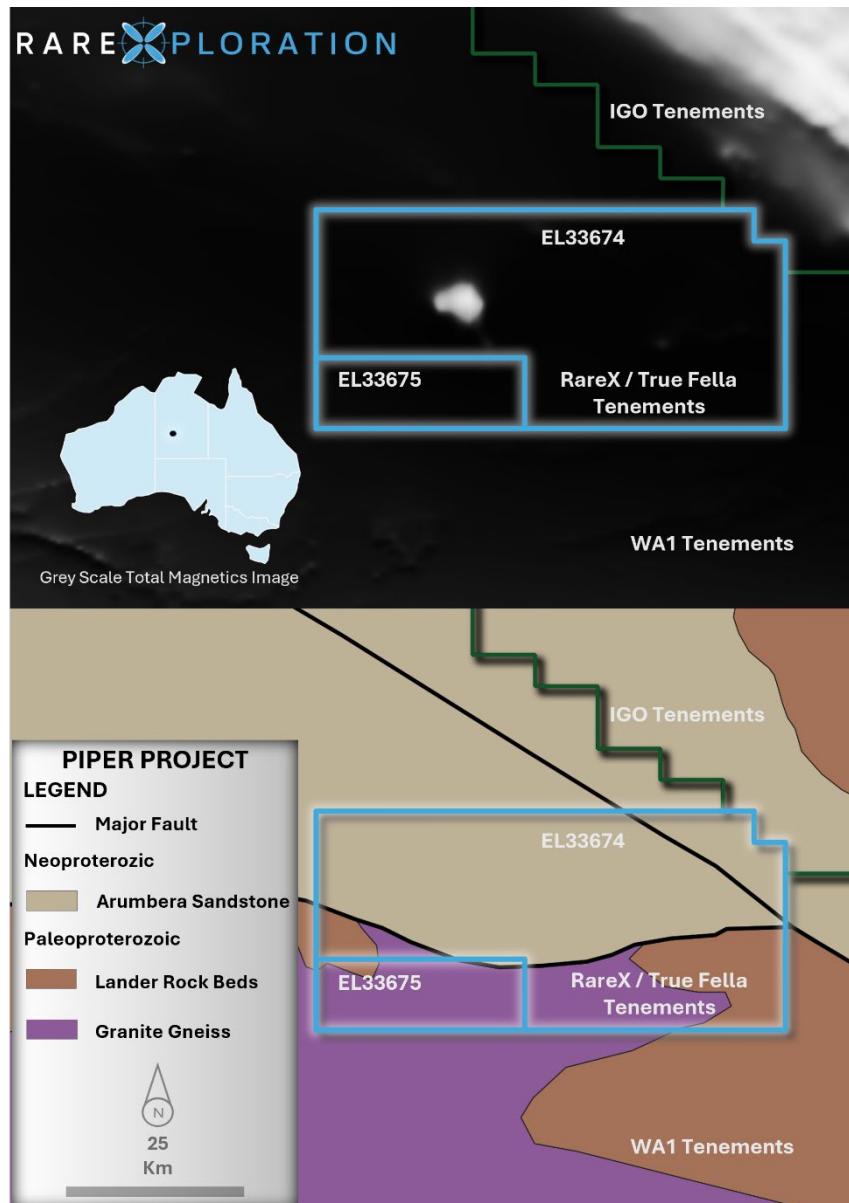 RAREXPLORATION
IGO Tenements
EL33674
EL33675
RareX / True Fella
Tenements
WA1 Tenements
Grey Scale Total Magnetics Image
IGO Tenements
PIPER PROJECT
LEGEND
Major Fault
Neoproterozic
Arumbera Sandstone
Paleoproterozoic
Lander Rock Beds
Granite Gneiss
N
25
Km
EL33674
EL33675
RareX / True Fella
Tenements
WA1 Tenements